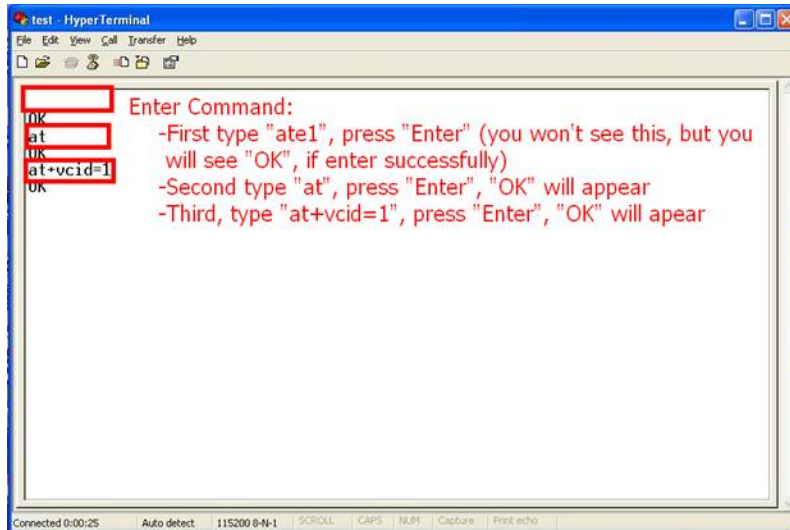 test - HyperTerminal
File Edit View Call Transfer Help
OK
at
OK
at+vcid=1
OK
Enter Command:
-First type "ate1", press "Enter" (you won't see this, but you
will see "OK", if enter successfully)
-Second type "at", press "Enter", "OK" will appear
-Third, type "at+vcid=1", press "Enter", "OK" will apear
Connected 0:00:25 Auto detect 115200 8-N-1 SCROLL CAPS NUM Capture Print echo